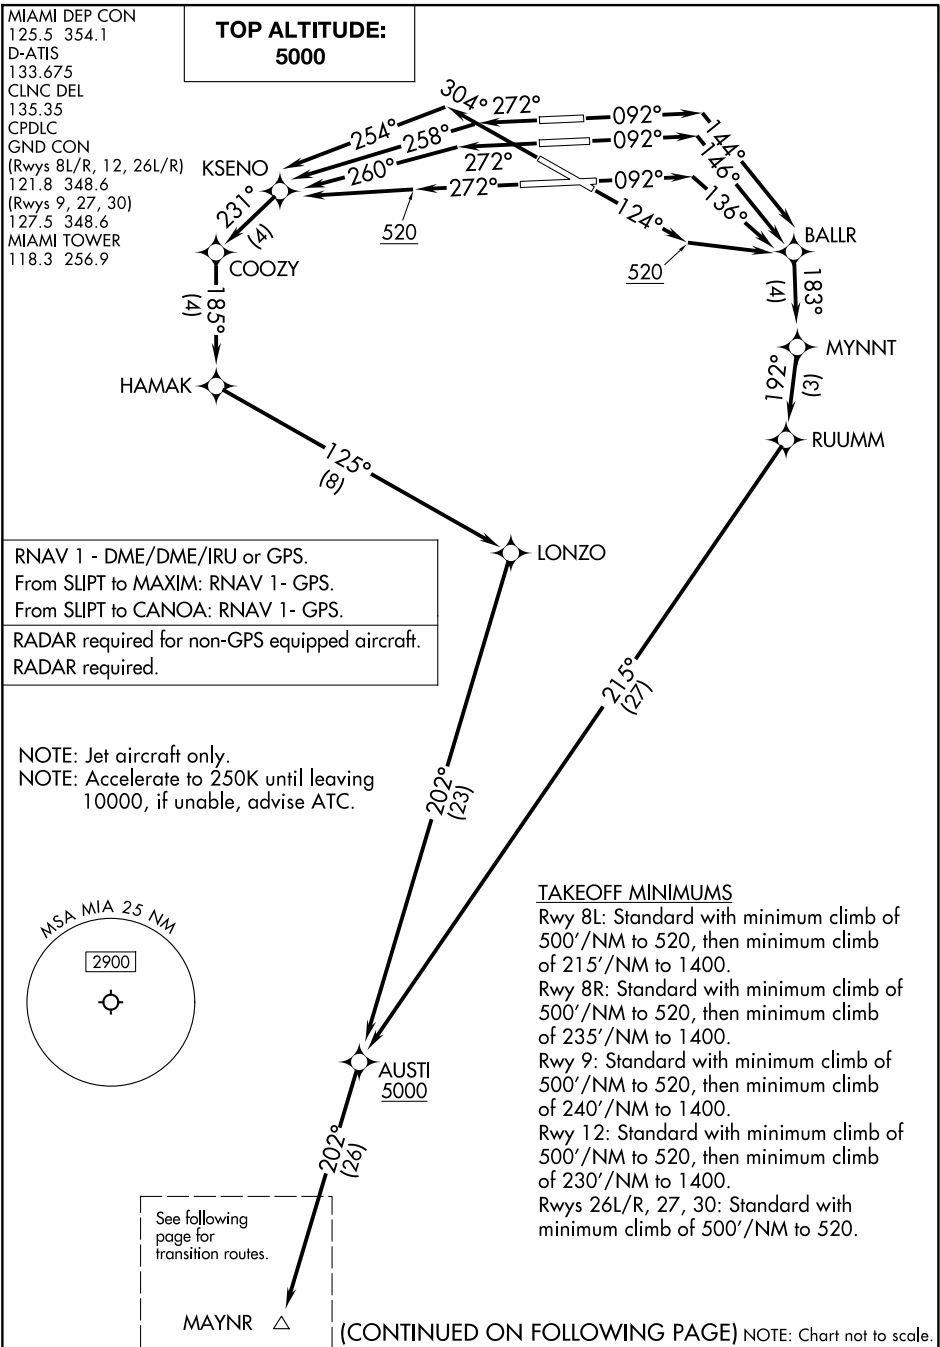 MIAMI DEP CON
125.5 354.1
D-ATIS
133.675
CLNC DEL
135.35
CPDLC
GND CON
(Rwys 8L/R, 12, 26L/R)
121.8 348.6
(Rwys 9, 27, 30)
127.5 348.6
MIAMI TOWER
118.3 256.9
TOP ALTITUDE:
5000
304°
272°
092°
144°
254°
258°
092°
146°
260°
272°
KSENO
272°
092°
136°
231°
(4)
520
124°
520
BALLR
COOZY
185°
(4)
183°
(4)
MYNNT
HAMAK
192°
(3)
RUUMM
125°
(8)
LONZO
RNAV 1 - DME/DME/IRU or GPS.
From SLIPT to MAXIM: RNAV 1- GPS.
From SLIPT to CANOA: RNAV 1- GPS.
RADAR required for non-GPS equipped aircraft.
RADAR required.
215°
(27)
NOTE: Jet aircraft only.
NOTE: Accelerate to 250K until leaving
10000, if unable, advise ATC.
202°
(23)
MSA MIA 25 NM
2900
TAKEOFF MINIMUMS
Rwy 8L: Standard with minimum climb of
500'/NM to 520, then minimum climb
of 215'/NM to 1400.
Rwy 8R: Standard with minimum climb of
500'/NM to 520, then minimum climb
of 235'/NM to 1400.
Rwy 9: Standard with minimum climb of
500'/NM to 520, then minimum climb
of 240'/NM to 1400.
Rwy 12: Standard with minimum climb of
500'/NM to 520, then minimum climb
of 230'/NM to 1400.
Rwys 26L/R, 27, 30: Standard with
minimum climb of 500'/NM to 520.
AUSTI
5000
202°
(26)
See following
page for
transition routes.
MAYNR
(CONTINUED ON FOLLOWING PAGE)
NOTE: Chart not to scale.